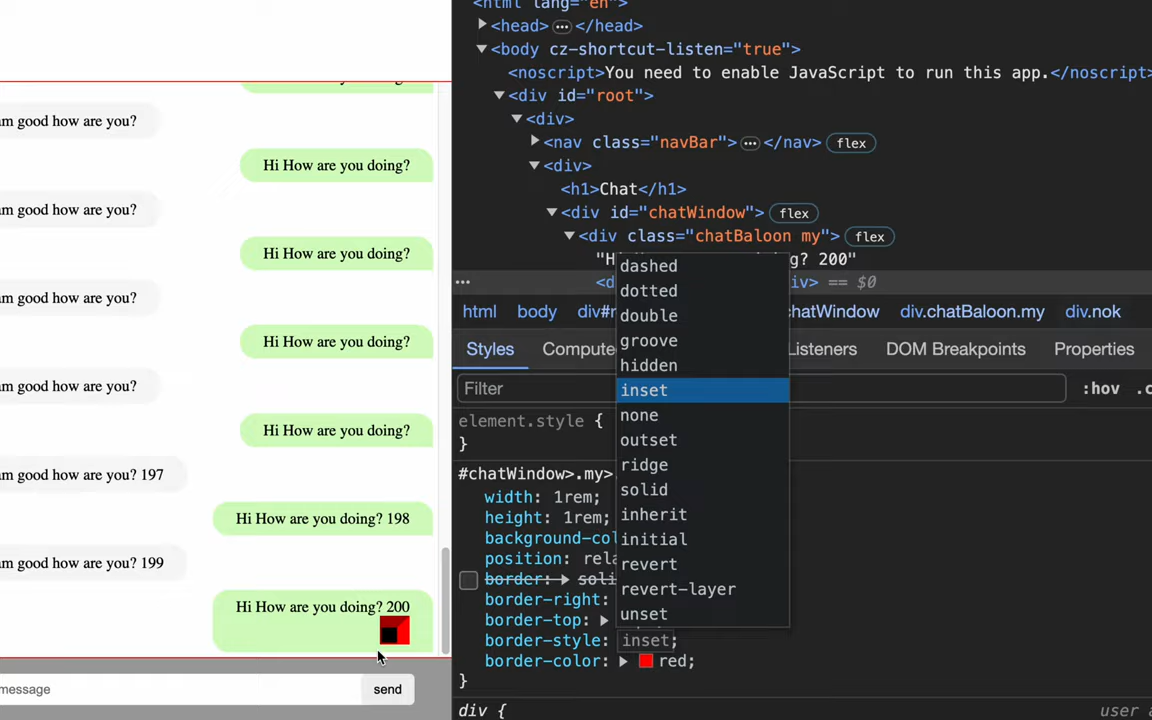 am good how are you?
Hi How are you doing?
am good how are you?
Hi How are you doing?
am good how are you?
Hi How are you doing?
am good how are you?
Hi How are you doing?
am good how are you? 197
Hi How are you doing? 198
am good how are you? 199
Hi How are you doing? 200
message
send
<html lang="en">
<head> ••• </head>
<body cz-shortcut-listen="true">
<noscript>You need to enable JavaScript to run this app.</noscript>
<div id="root">
<div>
<nav class="navBar"> ••• </nav> flex
<div>
<h1>Chat</h1>
<div id="chatWindow"> flex
<div class="chatBaloon my"> flex
"H g? 200"
••• <d iv> == $0
html body div#r chatWindow div.chatBaloon.my div.nok
Styles Compute Listeners DOM Breakpoints Properties
Filter :hov .c
element.style {
}
#chatWindow>.my>
width: 1rem;
height: 1rem;
background-col
position: rela
border: soli
border-right:
border-top:
border-style: inset;
border-color: red;
}
div {
user a
dashed
dotted
double
groove
hidden
inset
none
outset
ridge
solid
inherit
initial
revert
revert-layer
unset